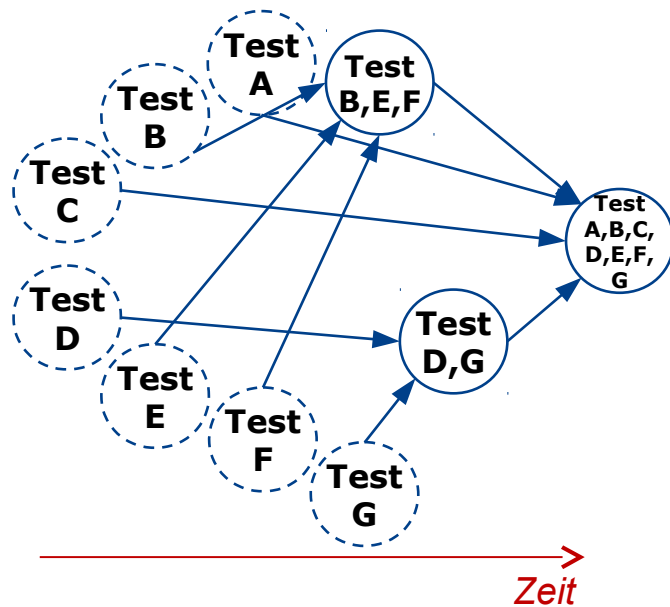 Test
A
Test
B,E,F
Test
B
Test
C
Test
A,B,C,
D,E,F,
G
Test
D
Test
D,G
Test
E
Test
F
Test
G
Zeit